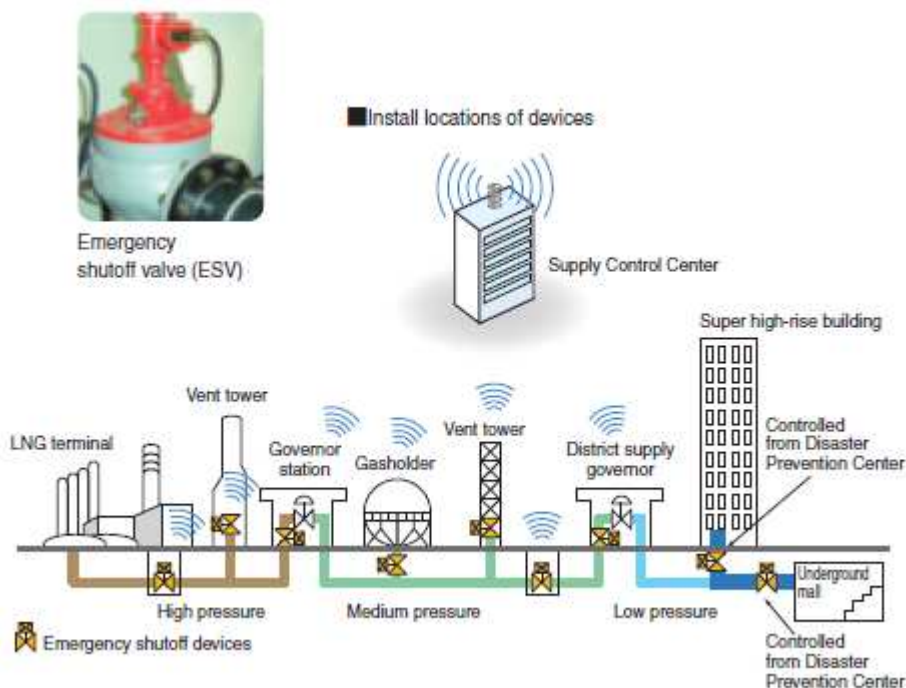 Emergency
shutoff valve (ESV)
■Install locations of devices
Supply Control Center
Super high-rise building
Vent tower
LNG terminal
Governor
station
Gasholder
Vent tower
District supply
governor
Controlled
from Disaster
Prevention Center
High pressure
Medium pressure
Low pressure
Underground
mall
Emergency shutoff devices
Controlled
from Disaster
Prevention Center